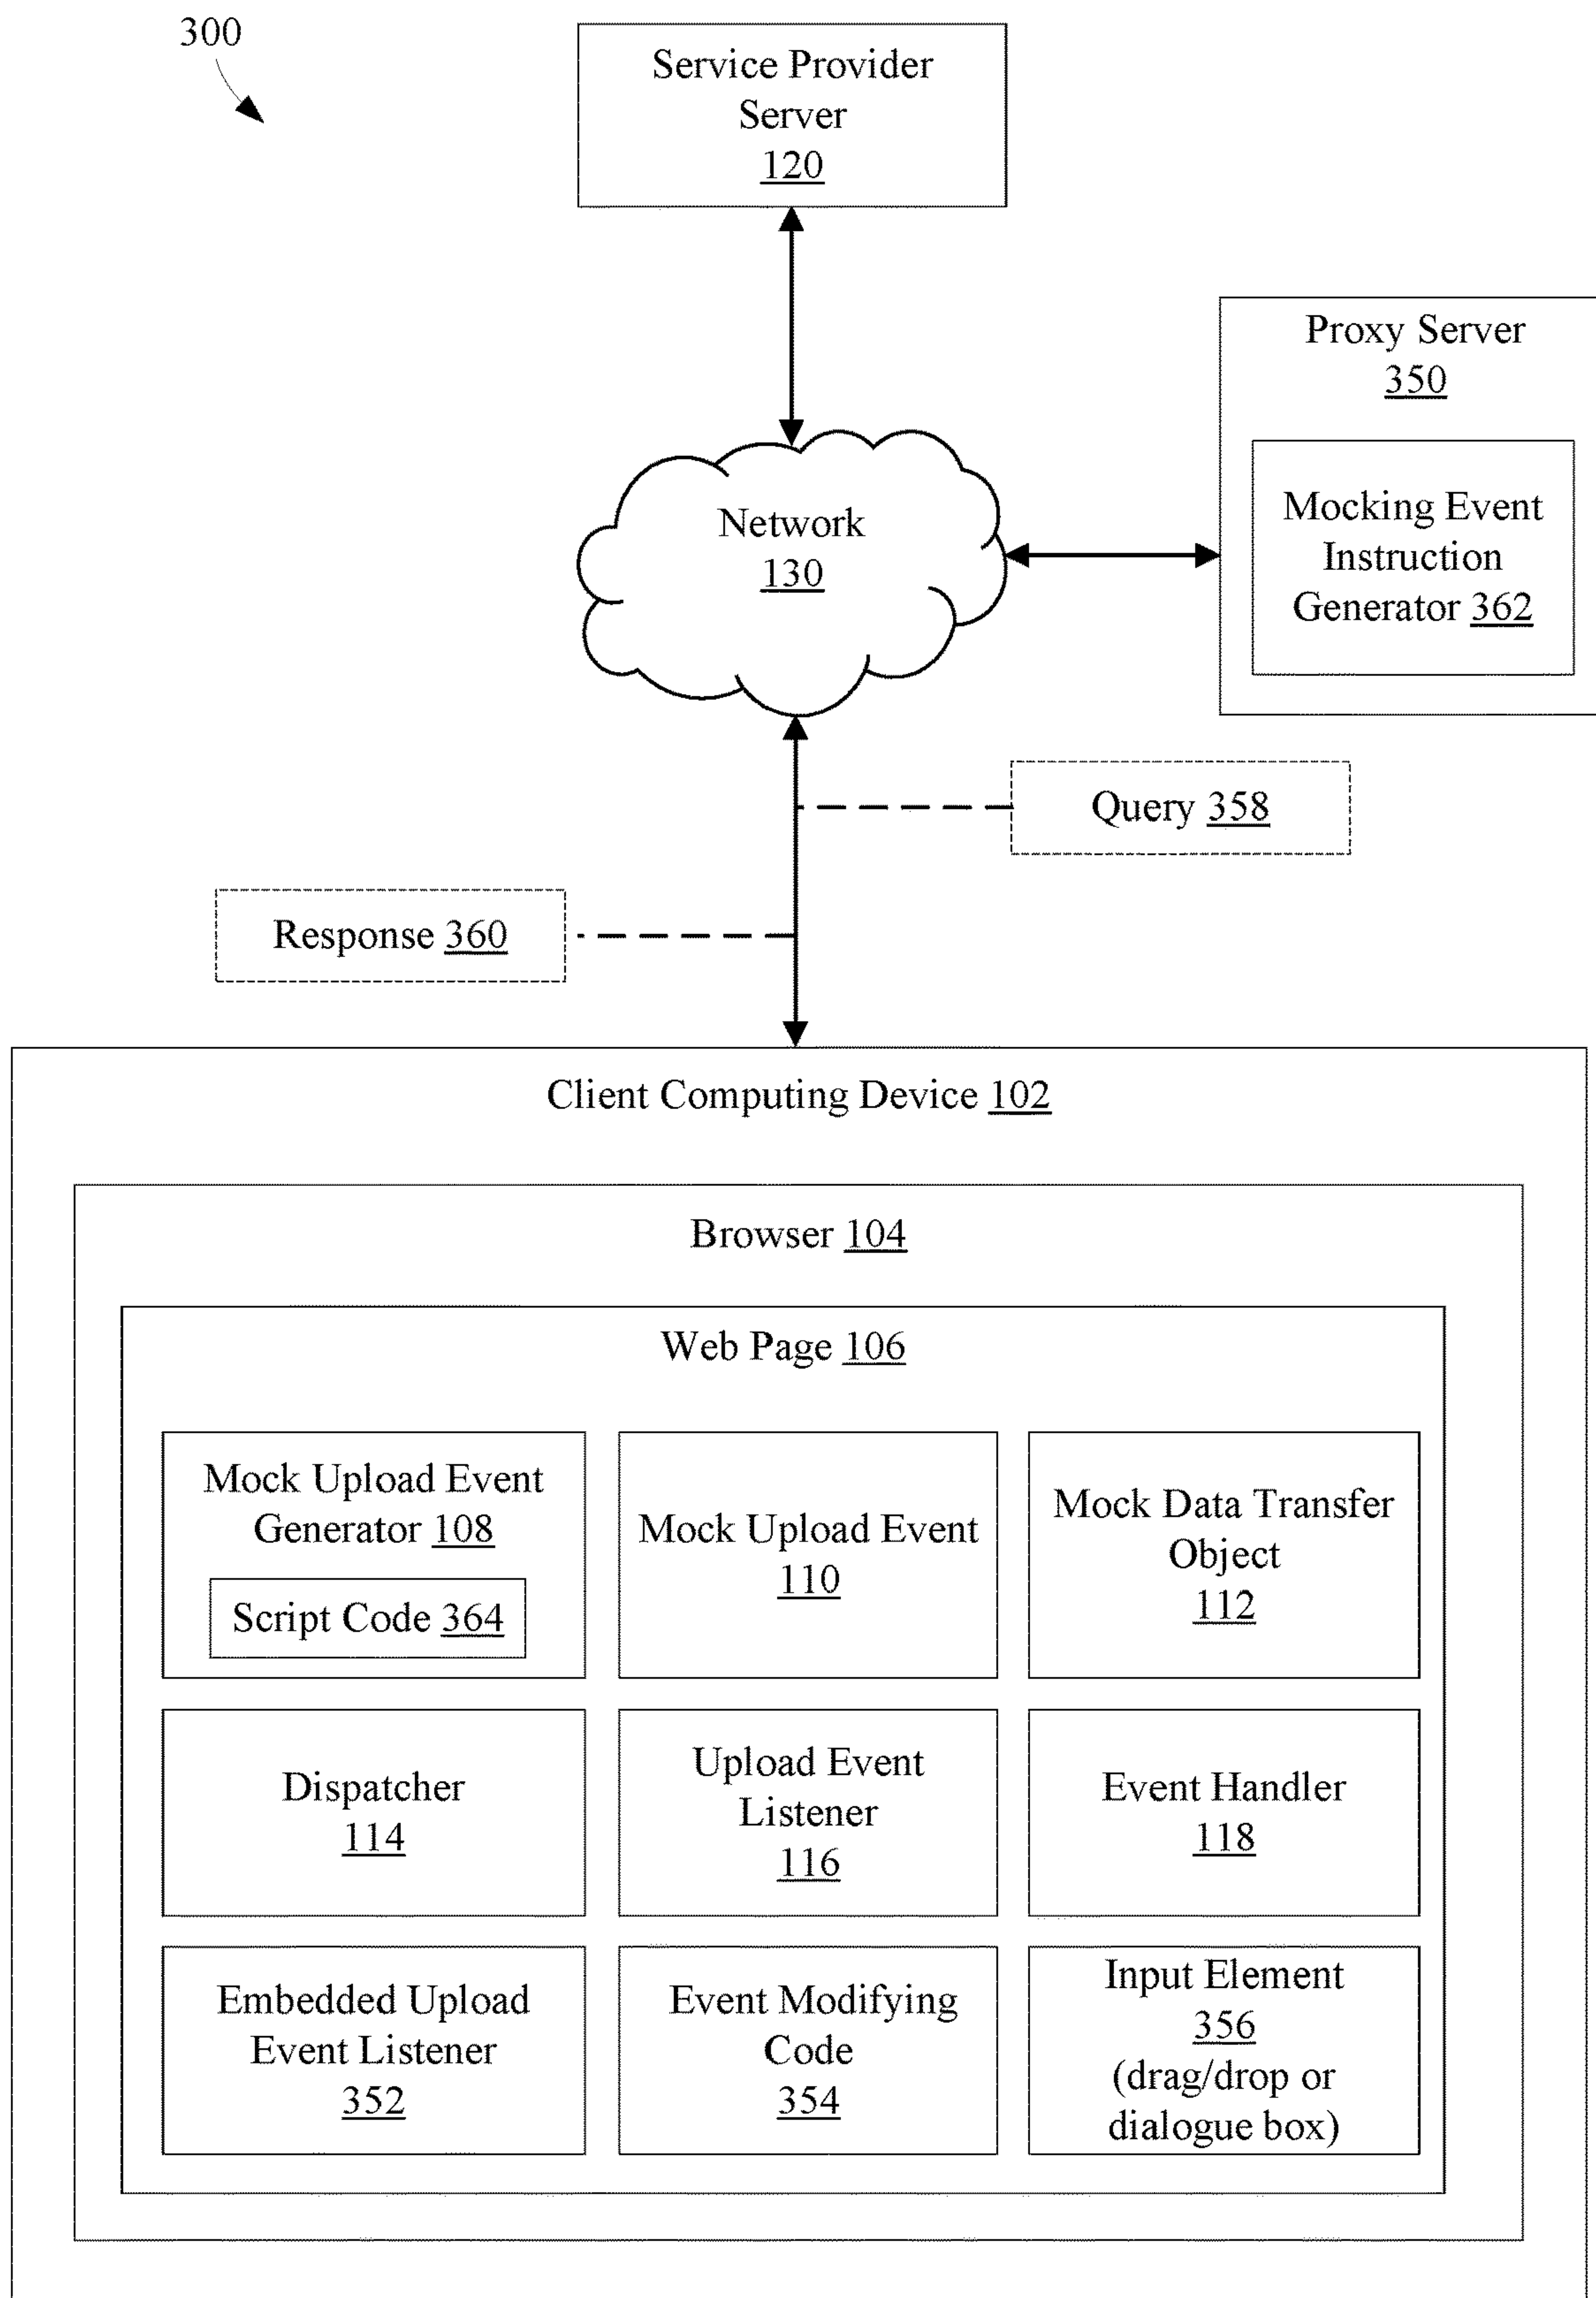 300
Service Provider
Server
120
Proxy Server
350
Mocking Event
Instruction
Generator 362
Network
130
Query 358
Response 360
Client Computing Device 102
Browser 104
Web Page 106
Mock Upload Event
Generator 108
Script Code 364
Mock Upload Event
110
Mock Data Transfer
Object
112
Dispatcher
114
Upload Event
Listener
116
Event Handler
118
Embedded Upload
Event Listener
352
Event Modifying
Code
354
Input Element
356
(drag/drop or
dialogue box)